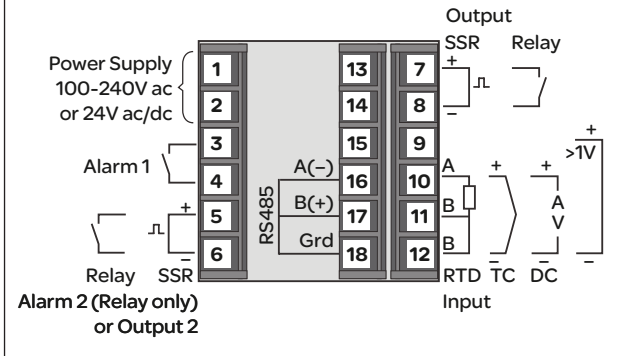 Output
SSR Relay
Power Supply
100-240V ac
or 24V ac/dc
1 13 7 +
2 14 8 −
3 15 9 + >1V
Alarm 1
4 A(−) 16 10 A + +
5 + B(+) 17 11 B A V
RS485
6 − Grd 18 12 B − − −
Relay SSR RTD TC DC
Alarm 2 (Relay only) Input
or Output 2